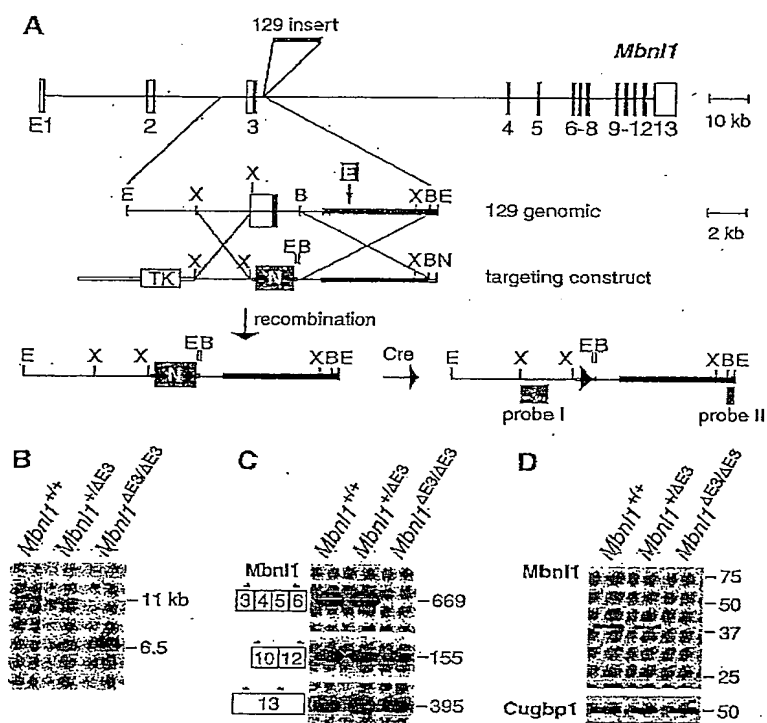 A
129 insert
Mbnl1
E1 2 3 4 5 6-8 9-12 13
10 kb
X E
E X B XBE
129 genomic
2 kb
EB
X X XBN
TK N
targeting construct
recombination
EB Cre EB
E X X XBE E X X XBE
N
probe I probe II
B C D
Mbnl1+/+ Mbnl1+/ΔE3 Mbnl1ΔE3/ΔE3
Mbnl1+/+ Mbnl1+/ΔE3 Mbnl1ΔE3/ΔE3
Mbnl1+/+ Mbnl1+/ΔE3 Mbnl1ΔE3/ΔE3
11 kb
6.5
Mbnl1
3 4 5 6 669
10 12 155
13 395
Mbnl1
75
50
37
25
Cugbp1 50